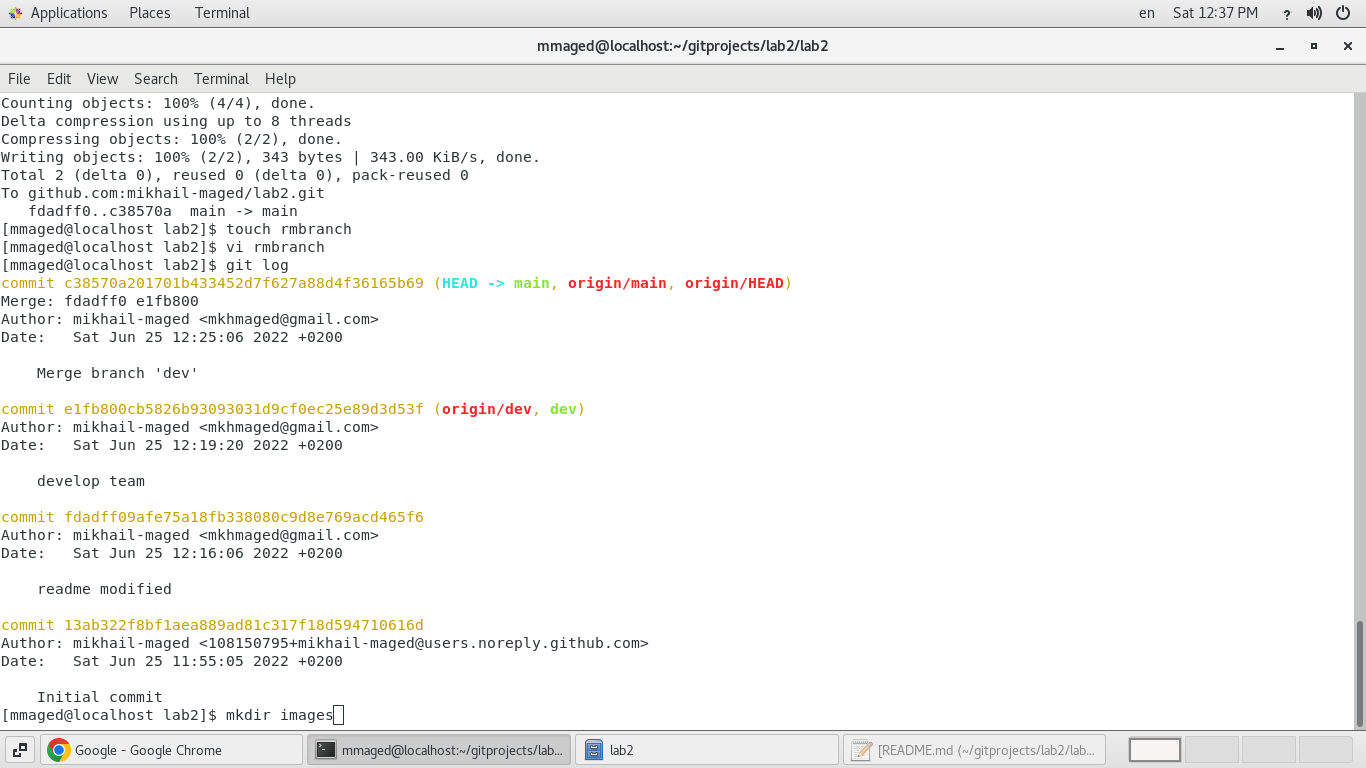 Applications Places Terminal en Sat 12:37 PM ?
mmaged@localhost:~/gitprojects/lab2/lab2
File Edit View Search Terminal Help
Counting objects: 100% (4/4), done.
Delta compression using up to 8 threads
Compressing objects: 100% (2/2), done.
Writing objects: 100% (2/2), 343 bytes | 343.00 KiB/s, done.
Total 2 (delta 0), reused 0 (delta 0), pack-reused 0
To github.com:mikhail-maged/lab2.git
   fdadff0..c38570a  main -> main
[mmaged@localhost lab2]$ touch rmbranch
[mmaged@localhost lab2]$ vi rmbranch
[mmaged@localhost lab2]$ git log
commit c38570a201701b433452d7f627a88d4f36165b69 (HEAD -> main, origin/main, origin/HEAD)
Merge: fdadff0 e1fb800
Author: mikhail-maged <mkhmaged@gmail.com>
Date:   Sat Jun 25 12:25:06 2022 +0200
    Merge branch 'dev'
commit e1fb800cb5826b93093031d9cf0ec25e89d3d53f (origin/dev, dev)
Author: mikhail-maged <mkhmaged@gmail.com>
Date:   Sat Jun 25 12:19:20 2022 +0200
    develop team
commit fdadff09afe75a18fb338080c9d8e769acd465f6
Author: mikhail-maged <mkhmaged@gmail.com>
Date:   Sat Jun 25 12:16:06 2022 +0200
    readme modified
commit 13ab322f8bf1aea889ad81c317f18d594710616d
Author: mikhail-maged <108150795+mikhail-maged@users.noreply.github.com>
Date:   Sat Jun 25 11:55:05 2022 +0200
    Initial commit
[mmaged@localhost lab2]$ mkdir images
Google - Google Chrome mmaged@localhost:~/gitprojects/lab... lab2 [README.md (~/gitprojects/lab2/lab...